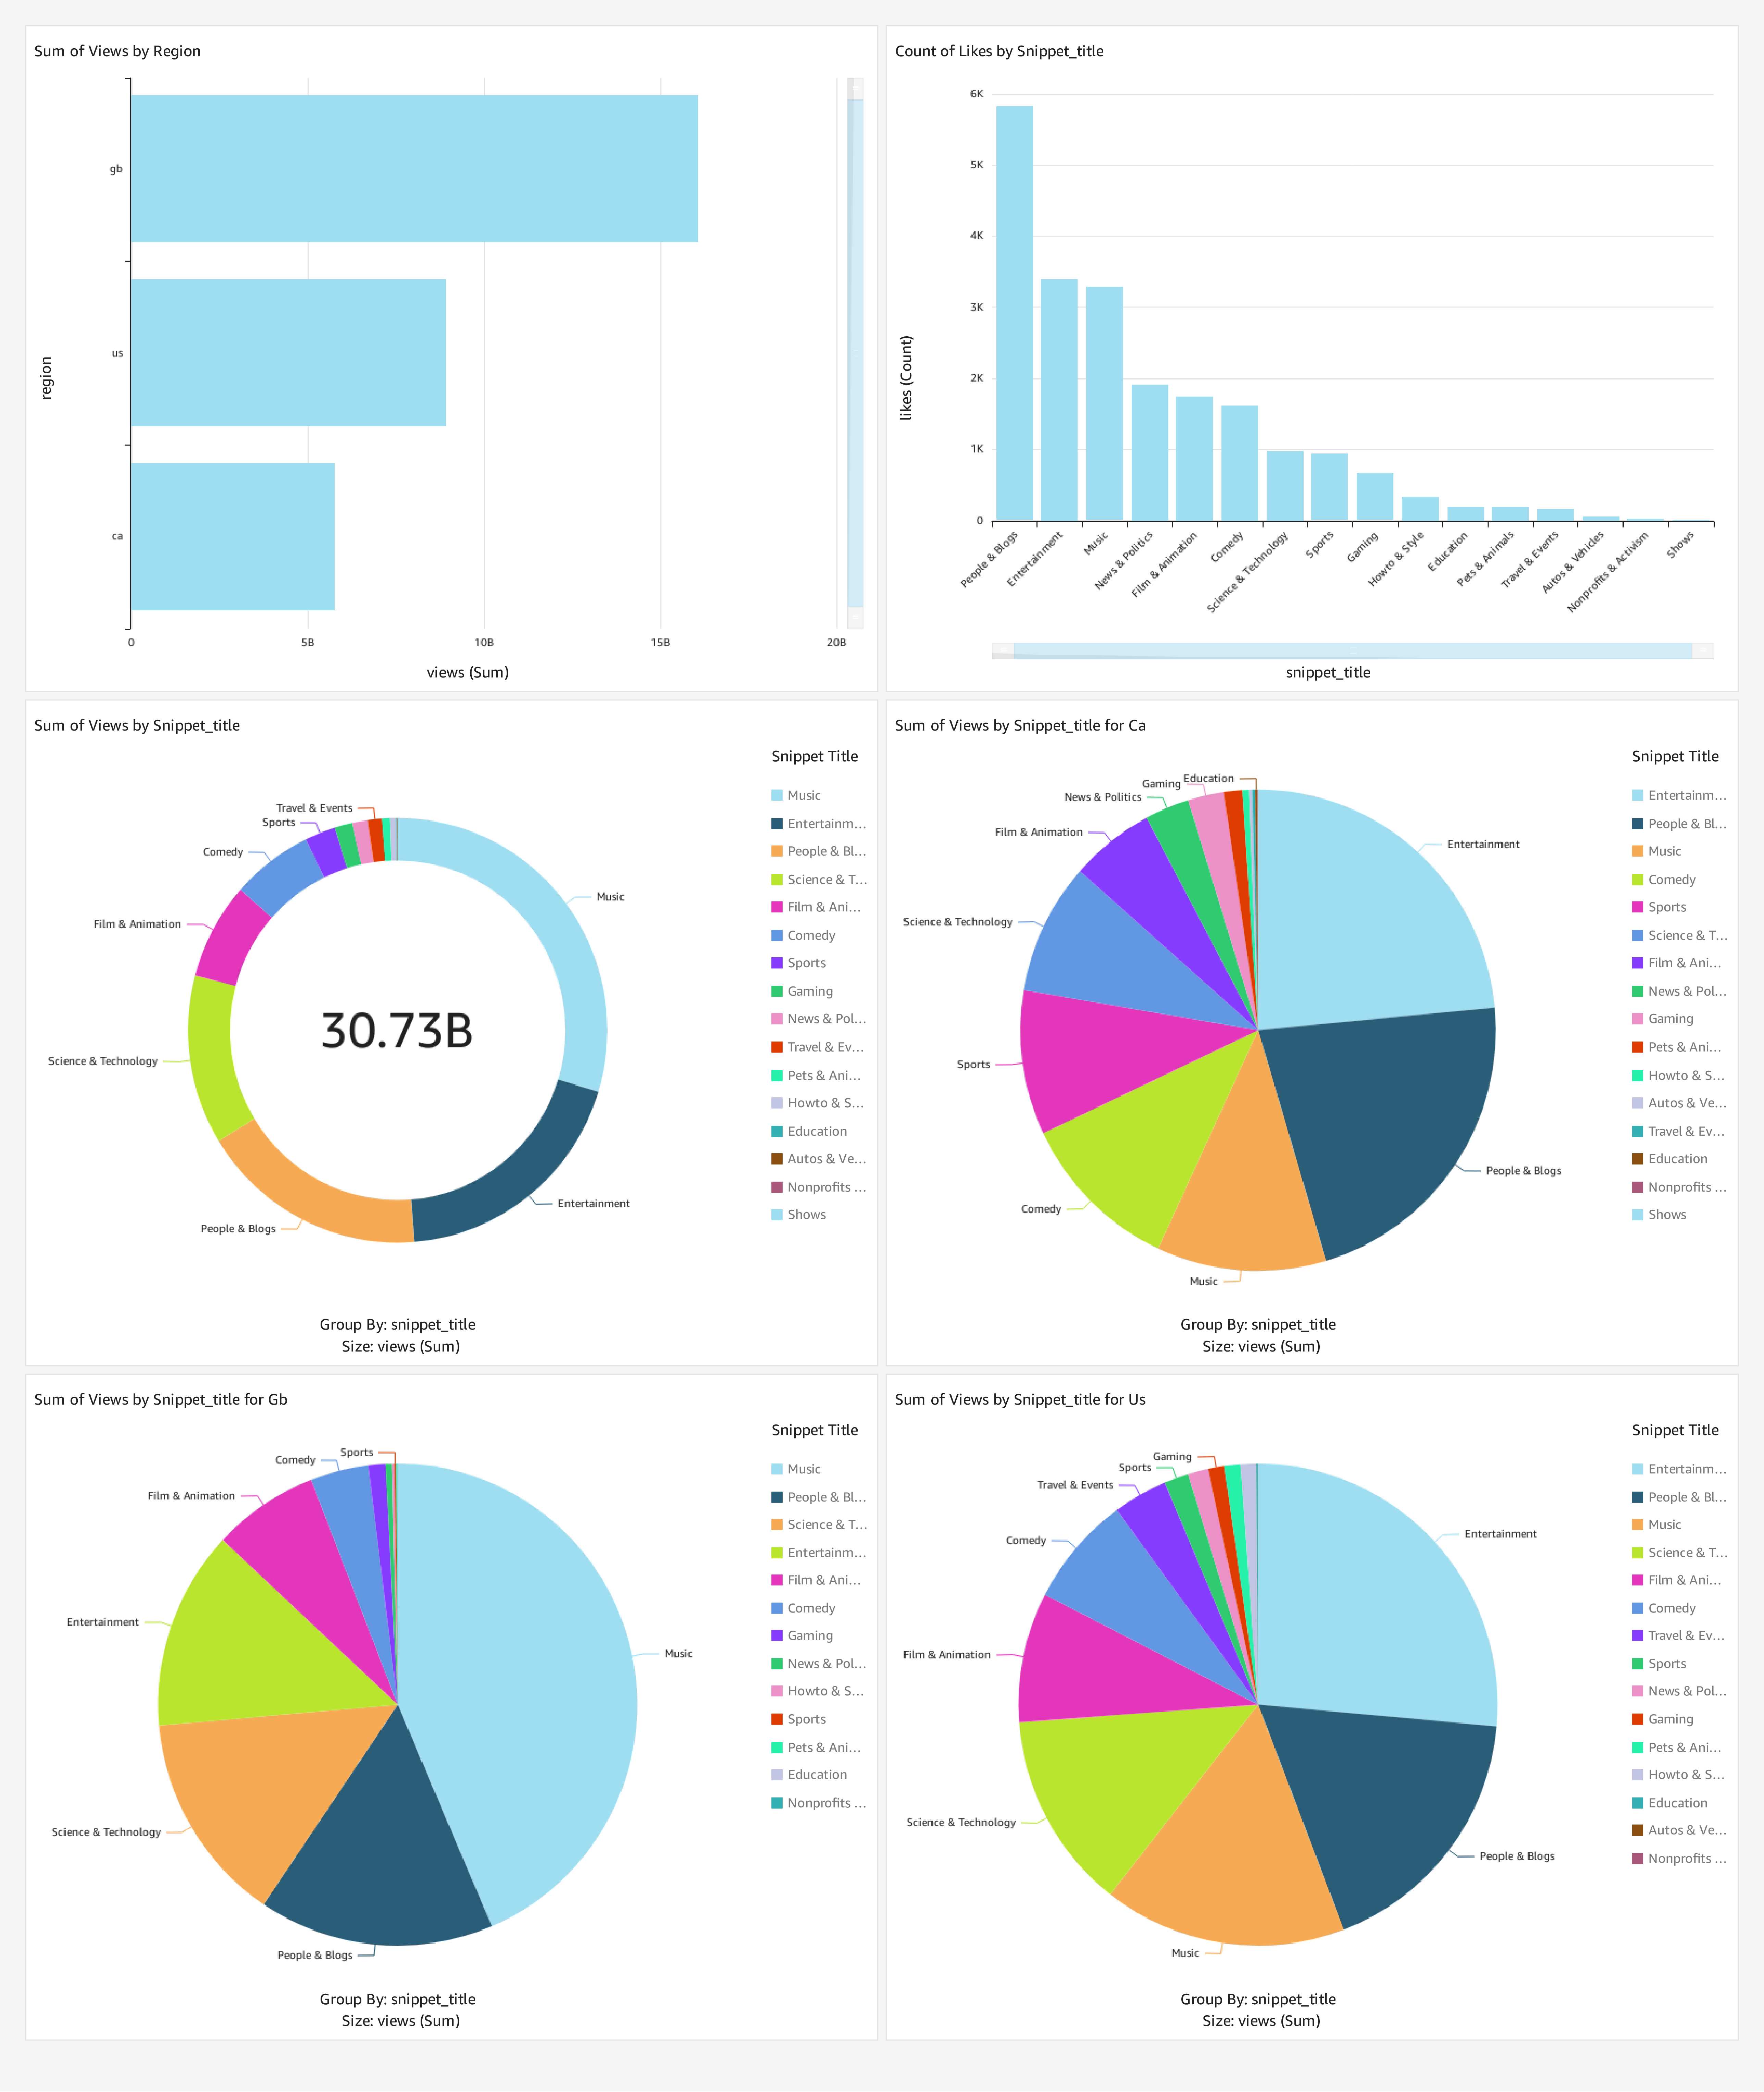 Sum of Views by Region
region
gb
us
ca
0
5B
10B
15B
20B
views (Sum)
Count of Likes by Snippet_title
likes (Count)
6K
5K
4K
3K
2K
1K
0
People & Blogs
Entertainment
Music
News & Politics
Film & Animation
Comedy
Science & Technology
Sports
Gaming
Howto & Style
Education
Pets & Animals
Travel & Events
Autos & Vehicles
Nonprofits & Activism
Shows
snippet_title
Sum of Views by Snippet_title
Travel & Events
Sports
Comedy
Film & Animation
Science & Technology
People & Blogs
Entertainment
Music
30.73B
Snippet Title
Music
Entertainm...
People & Bl...
Science & T...
Film & Ani...
Comedy
Sports
Gaming
News & Pol...
Travel & Ev...
Pets & Ani...
Howto & S...
Education
Autos & Ve...
Nonprofits ...
Shows
Group By: snippet_title
Size: views (Sum)
Sum of Views by Snippet_title for Ca
Education
Gaming
News & Politics
Film & Animation
Science & Technology
Sports
Comedy
Music
People & Blogs
Entertainment
Snippet Title
Entertainm...
People & Bl...
Music
Comedy
Sports
Science & T...
Film & Ani...
News & Pol...
Gaming
Pets & Ani...
Howto & S...
Autos & Ve...
Travel & Ev...
Education
Nonprofits ...
Shows
Group By: snippet_title
Size: views (Sum)
Sum of Views by Snippet_title for Gb
Sports
Comedy
Film & Animation
Entertainment
Science & Technology
People & Blogs
Music
Snippet Title
Music
People & Bl...
Science & T...
Entertainm...
Film & Ani...
Comedy
Gaming
News & Pol...
Howto & S...
Sports
Pets & Ani...
Education
Nonprofits ...
Group By: snippet_title
Size: views (Sum)
Sum of Views by Snippet_title for Us
Gaming
Sports
Travel & Events
Comedy
Film & Animation
Science & Technology
Music
People & Blogs
Entertainment
Snippet Title
Entertainm...
People & Bl...
Music
Science & T...
Film & Ani...
Comedy
Travel & Ev...
Sports
News & Pol...
Gaming
Pets & Ani...
Howto & S...
Education
Autos & Ve...
Nonprofits ...
Group By: snippet_title
Size: views (Sum)